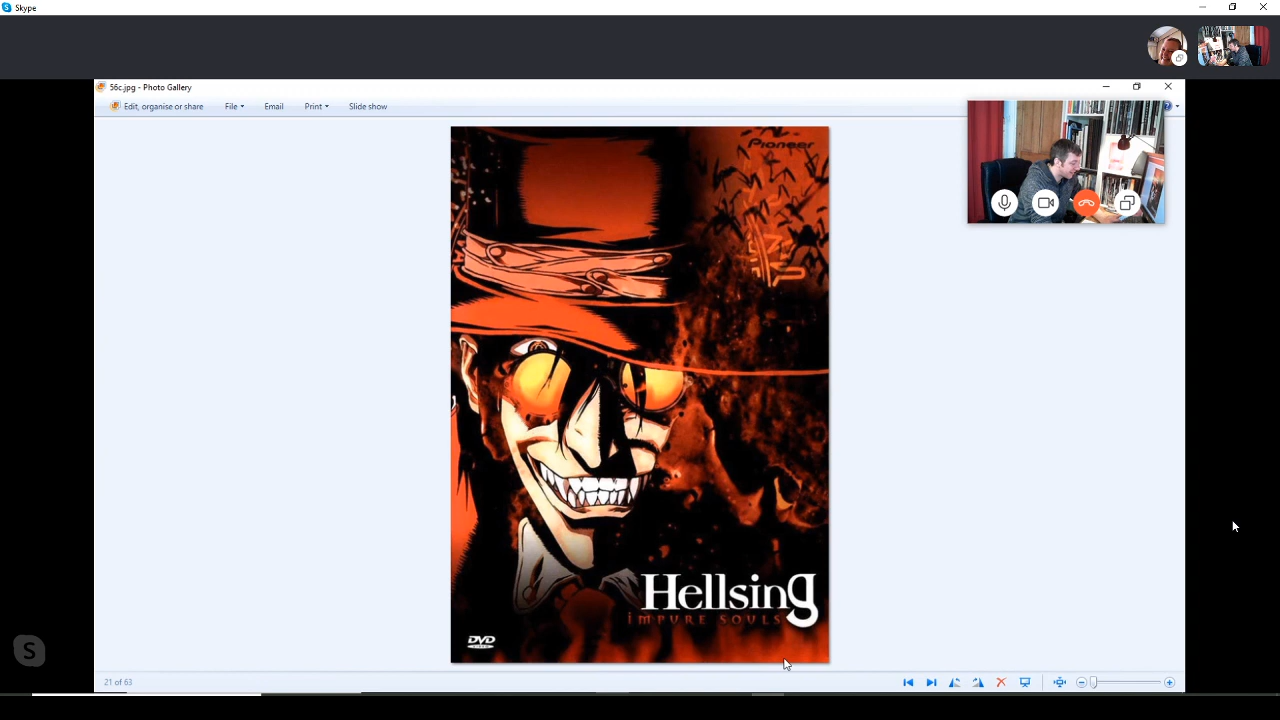 Skype
56c.jpg - Photo Gallery
Edit, organise or share
File
Email
Print
Slide show
Pioneer
Hellsing
IMPURE SOULS
DVD
VIDEO
21 of 63